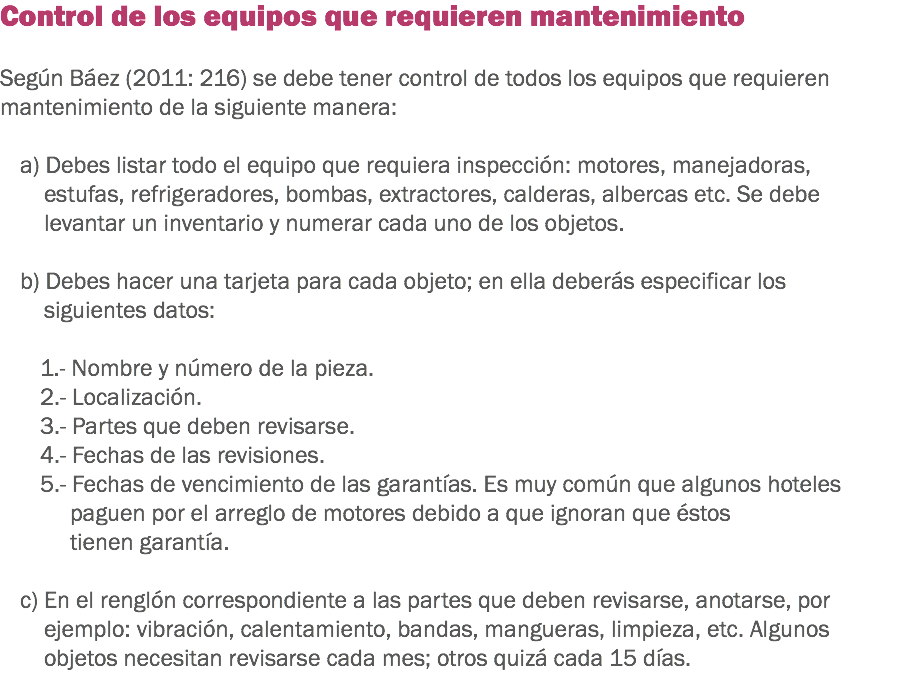 Control de los equipos que requieren mantenimiento
Según Báez (2011: 216) se debe tener control de todos los equipos que requieren
mantenimiento de la siguiente manera:
a) Debes listar todo el equipo que requiera inspección: motores, manejadoras,
estufas, refrigeradores, bombas, extractores, calderas, albercas etc. Se debe
levantar un inventario y numerar cada uno de los objetos.
b) Debes hacer una tarjeta para cada objeto; en ella deberás especificar los
siguientes datos:
1.- Nombre y número de la pieza.
2.- Localización.
3.- Partes que deben revisarse.
4.- Fechas de las revisiones.
5.- Fechas de vencimiento de las garantías. Es muy común que algunos hoteles
paguen por el arreglo de motores debido a que ignoran que éstos
tienen garantía.
c) En el renglón correspondiente a las partes que deben revisarse, anotarse, por
ejemplo: vibración, calentamiento, bandas, mangueras, limpieza, etc. Algunos
objetos necesitan revisarse cada mes; otros quizá cada 15 días.